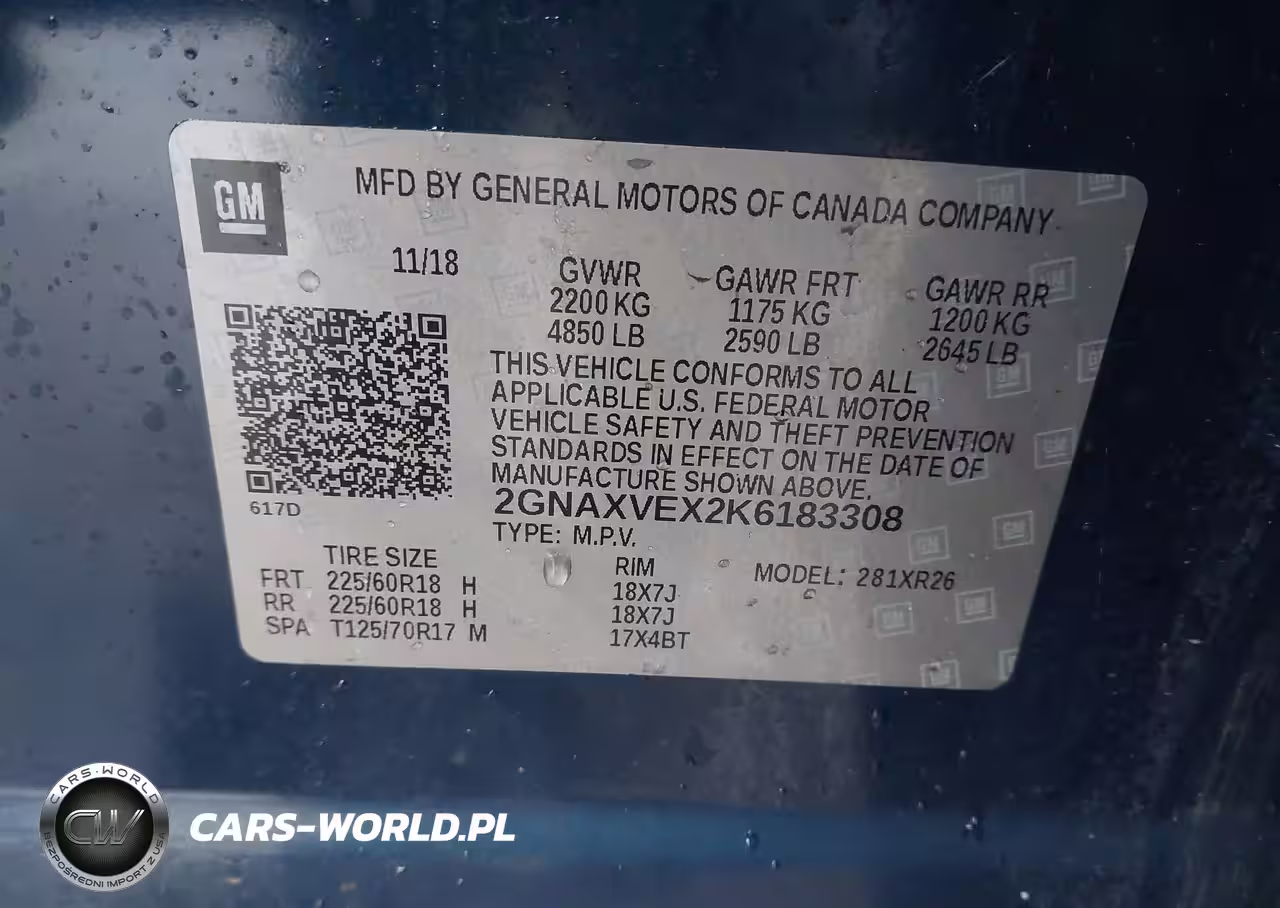 GM
MFD BY GENERAL MOTORS OF CANADA COMPANY
11/18 GVWR GAWR FRT GAWR RR
2200 KG 1175 KG 1200 KG
4850 LB 2590 LB 2645 LB
THIS VEHICLE CONFORMS TO ALL
APPLICABLE U.S. FEDERAL MOTOR
VEHICLE SAFETY AND THEFT PREVENTION
STANDARDS IN EFFECT ON THE DATE OF
MANUFACTURE SHOWN ABOVE.
617D
2GNAXVEX2K6183308
TYPE: M.P.V.
TIRE SIZE RIM MODEL: 281XR26
FRT 225/60R18 H 18X7J
RR 225/60R18 H 18X7J
SPA T125/70R17 M 17X4BT
CARS-WORLD
CW
BEZPOŚREDNI IMPORT Z USA
CARS-WORLD.PL